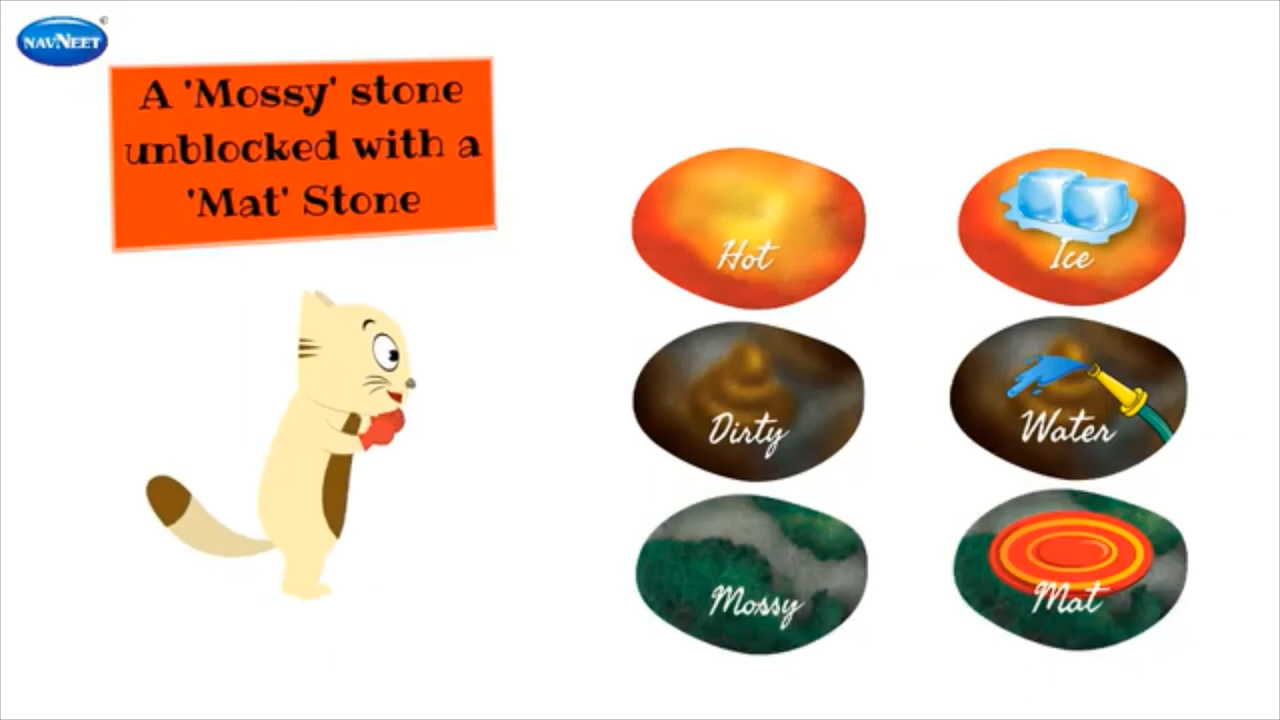 NAVNEET
A 'Mossy' stone
unblocked with a
'Mat' Stone
Hot
Ice
Dirty
Water
Mossy
Mat